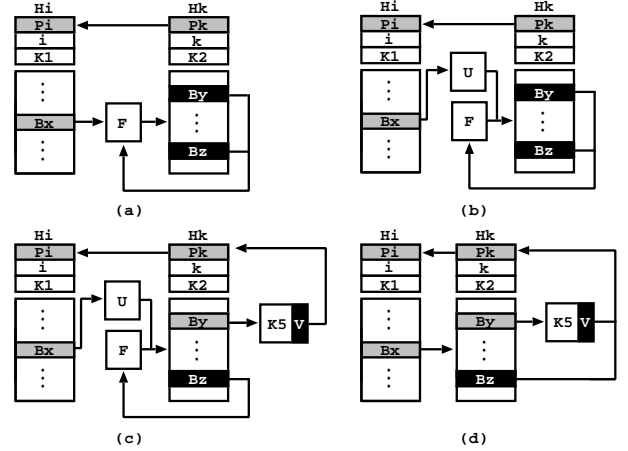 Hi Hk
Pi Pk
i k
K1 K2
Bx F By
Bz
(a)
Hi Hk
Pi Pk
i k
K1 K2
U
By
Bx F
Bz
(b)
Hi Hk
Pi Pk
i k
K1 K2
U
By K5 V
Bx F
Bz
(c)
Hi Hk
Pi Pk
i k
K1 K2
By K5 V
Bx
Bz
(d)